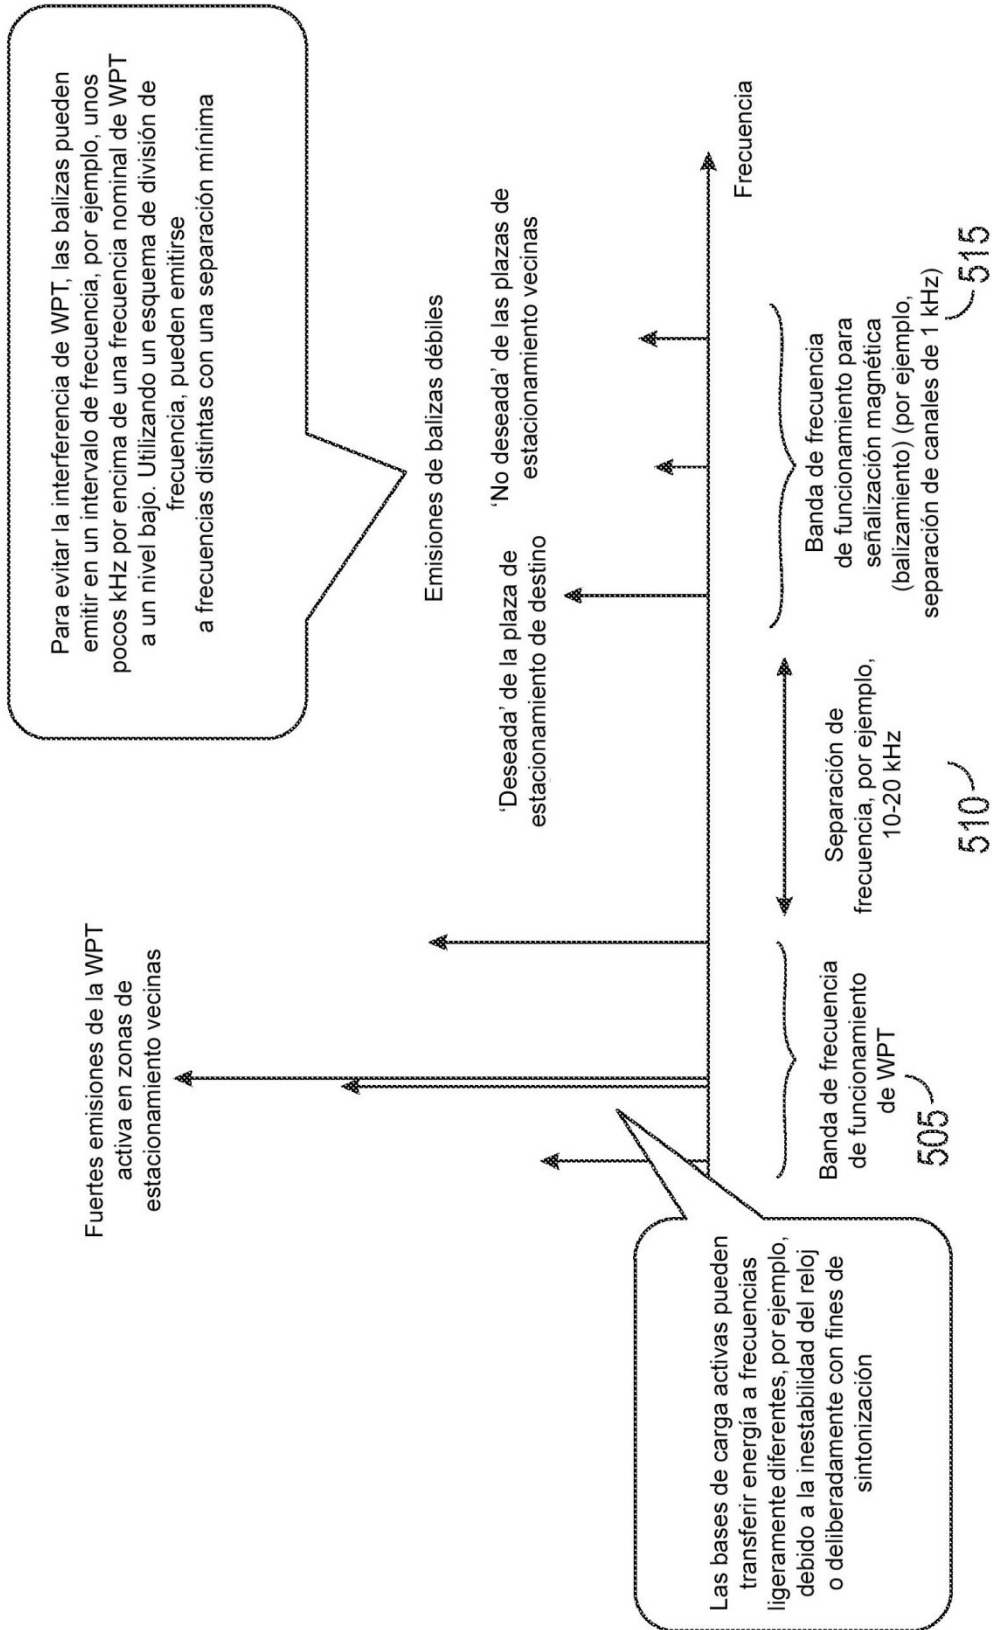 Para evitar la interferencia de WPT, las balizas pueden
emitir en un intervalo de frecuencia, por ejemplo, unos
pocos kHz por encima de una frecuencia nominal de WPT
a un nivel bajo. Utilizando un esquema de división de
frecuencia, pueden emitirse
a frecuencias distintas con una separación mínima
Fuertes emisiones de la WPT
activa en zonas de
estacionamiento vecinas
Emisiones de balizas débiles
'Deseada' de la plaza de
estacionamiento de destino
'No deseada' de las plazas de
estacionamiento vecinas
Frecuencia
Las bases de carga activas pueden
transferir energía a frecuencias
ligeramente diferentes, por ejemplo,
debido a la inestabilidad del reloj
o deliberadamente con fines de
sintonización
Banda de frecuencia
de funcionamiento
de WPT
505
Separación de
frecuencia, por ejemplo,
10-20 kHz
510
Banda de frecuencia
de funcionamiento para
señalización magnética
(balizamiento) (por ejemplo,
separación de canales de 1 kHz)
515